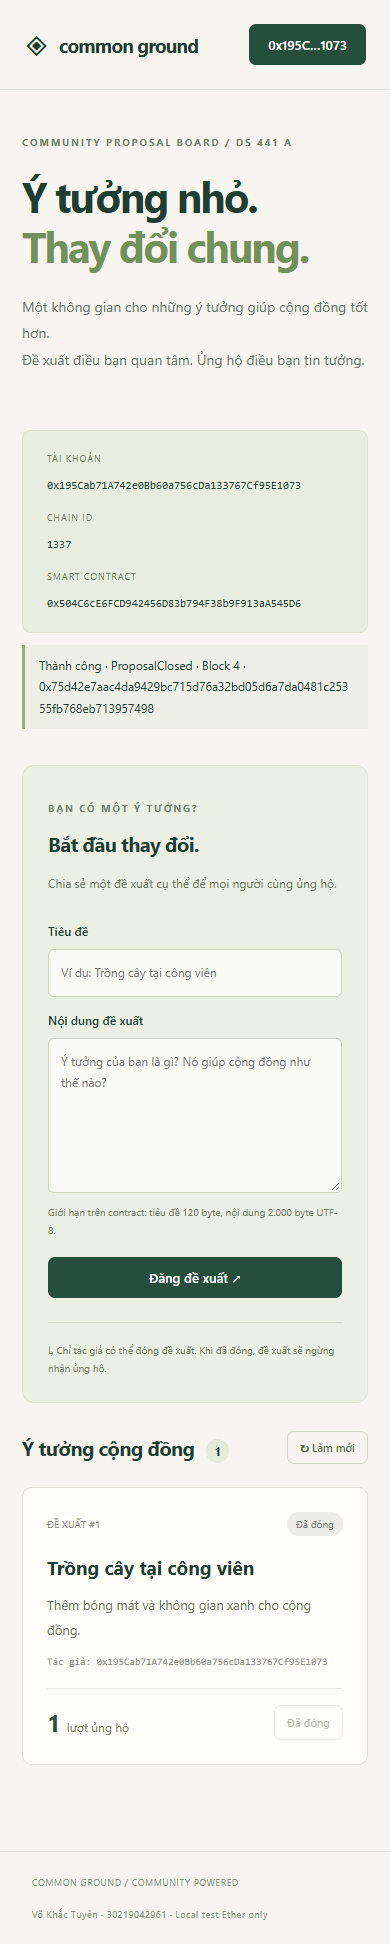 common ground
0x195C...1073
COMMUNITY PROPOSAL BOARD / DS 441 A
Ý tưởng nhỏ.
Thay đổi chung.
Một không gian cho những ý tưởng giúp cộng đồng tốt
hơn.
Đề xuất điều bạn quan tâm. Ủng hộ điều bạn tin tưởng.
TÀI KHOẢN
0x195Cab71A742e0Bb60a756cDa133767Cf95E1073
CHAIN ID
1337
SMART CONTRACT
0x504C6cE6FCD942456D83b794F38b9F913aA545D6
Thành công · ProposalClosed · Block 4 ·
0x75d42e7aac4da9429bc715d76a32bd05d6a7da0481c253
55fb768eb713957498
BẠN CÓ MỘT Ý TƯỞNG?
Bắt đầu thay đổi.
Chia sẻ một đề xuất cụ thể để mọi người cùng ủng hộ.
Tiêu đề
Ví dụ: Trồng cây tại công viên
Nội dung đề xuất
Ý tưởng của bạn là gì? Nó giúp cộng đồng như
thế nào?
Giới hạn trên contract: tiêu đề 120 byte, nội dung 2.000 byte UTF-
8.
Đăng đề xuất ↗
↳ Chỉ tác giả có thể đóng đề xuất. Khi đã đóng, đề xuất sẽ ngừng
nhận ủng hộ.
Ý tưởng cộng đồng 1
↻ Làm mới
ĐỀ XUẤT #1
Đã đóng
Trồng cây tại công viên
Thêm bóng mát và không gian xanh cho cộng
đồng.
Tác giả: 0x195Cab71A742e0Bb60a756cDa133767Cf95E1073
1 lượt ủng hộ
Đã đóng
COMMON GROUND / COMMUNITY POWERED
Võ Khắc Tuyên · 30219042961 · Local test Ether only